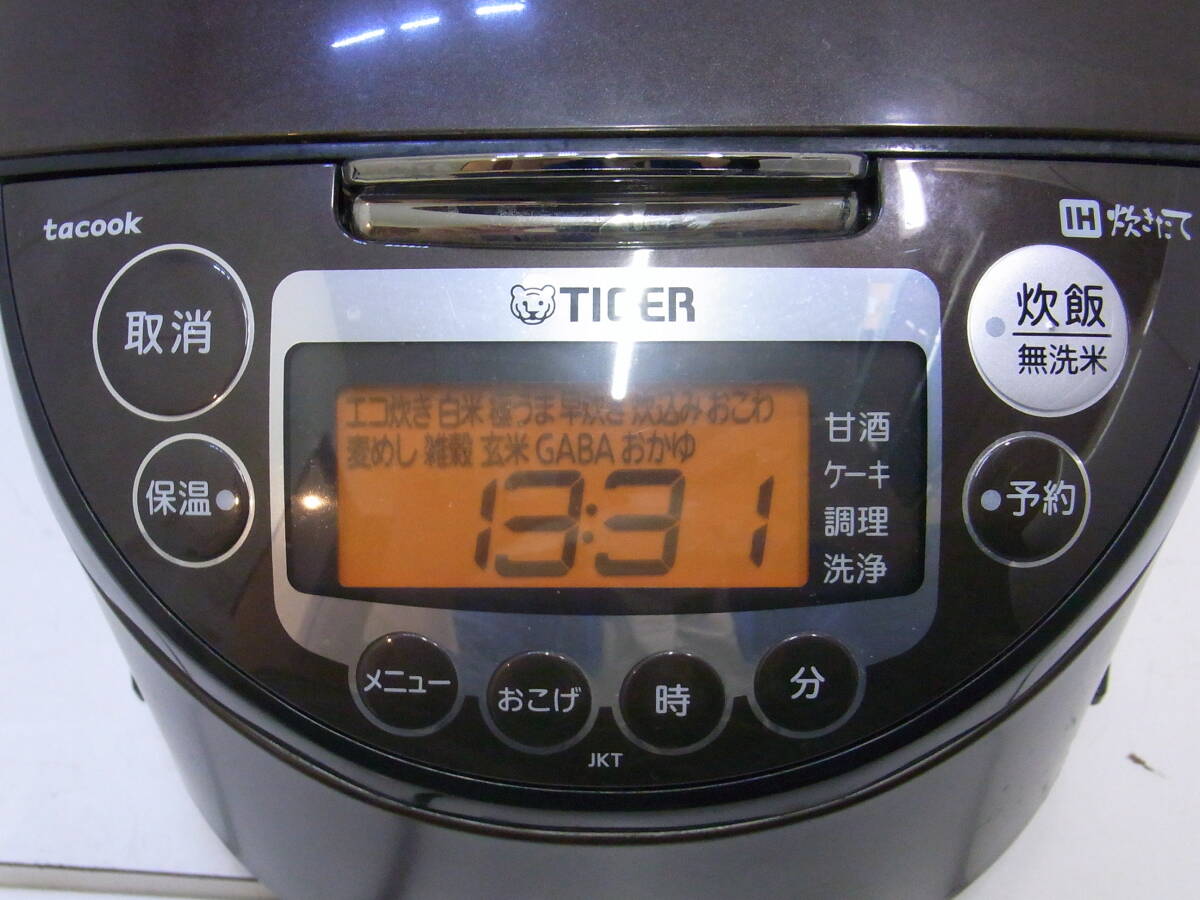 tacook
IH 炊きたて
取消
TIGER
炊飯
無洗米
エコ炊き 白米 極うま 早炊き 炊込み おこわ
麦めし 雑穀 玄米 GABA おかゆ
13:31
甘酒
ケーキ
調理
洗浄
保温
予約
メニュー
おこげ
時
分
JKT